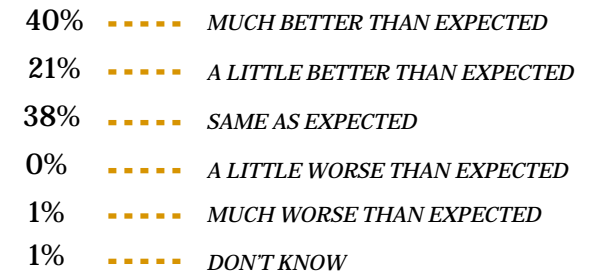 40% ----- MUCH BETTER THAN EXPECTED
21% ----- A LITTLE BETTER THAN EXPECTED
38% ----- SAME AS EXPECTED
0% ----- A LITTLE WORSE THAN EXPECTED
1% ----- MUCH WORSE THAN EXPECTED
1% ----- DON'T KNOW